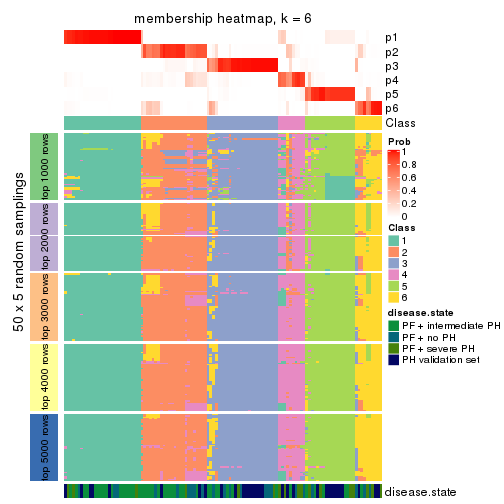 membership heatmap, k = 6
p1
p2
p3
p4
p5
p6
Class
Prob
1
0.8
0.6
0.4
0.2
0
Class
1
2
3
4
5
6
disease.state
PF + intermediate PH
PF + no PH
PF + severe PH
PH validation set
50 x 5 random samplings
top 1000 rows
top 2000 rows
top 3000 rows
top 4000 rows
top 5000 rows
disease.state